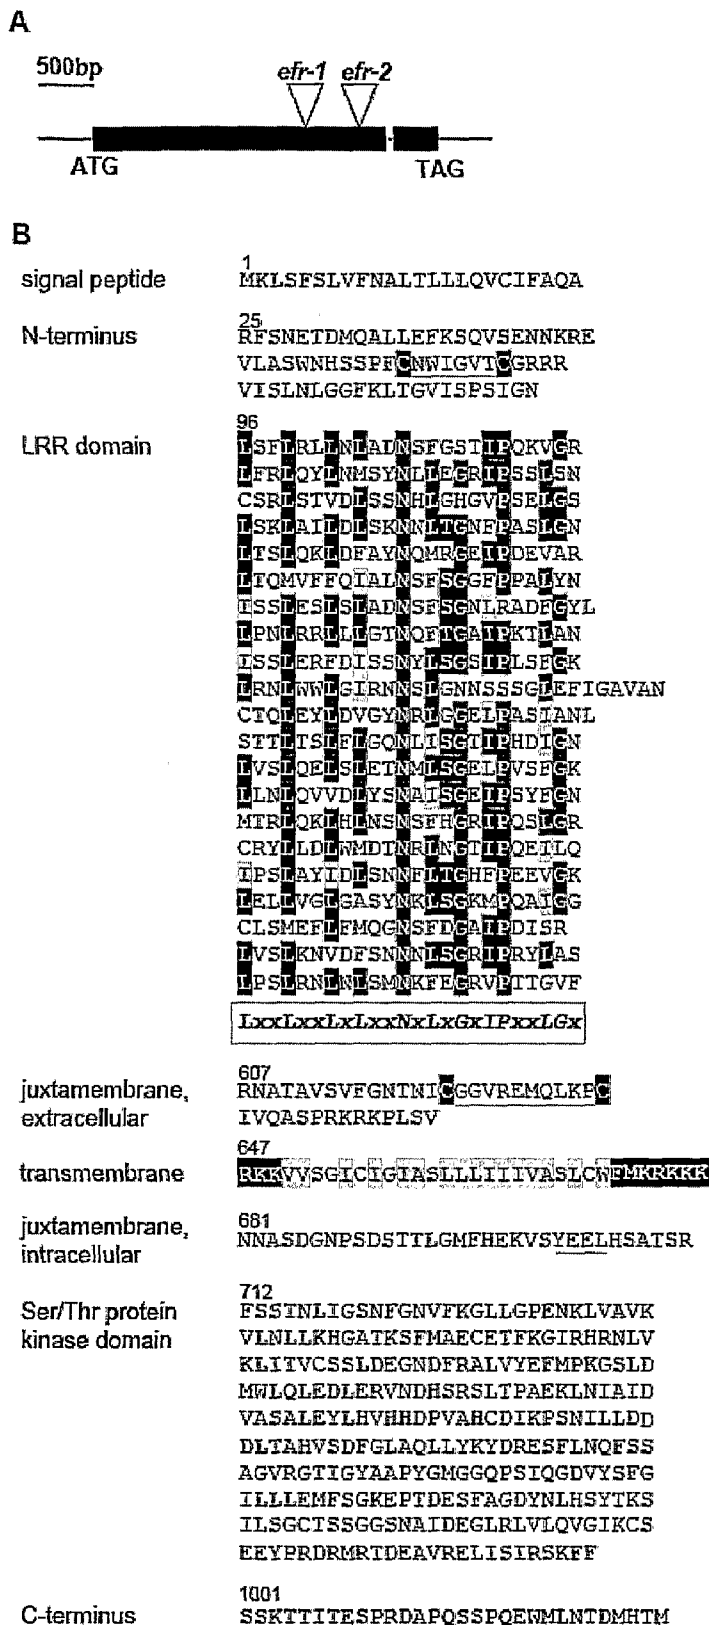 A
500bp
efr-1 efr-2
ATG TAG
B
1
signal peptide MKLSFSLVFNALTLLLQVCIFAQA
25
N-terminus RFSNETDMQALLEFKSQVSENNKRE
VLASWNHSSPFCNWIGVTCGRRR
VISLNLGGFKLTGVISPSIGN
96
LRR domain LSFLRLLNLADNSFGSTIPQKVGR
LFRLQYLNMSYNLLEGRIPSSLSN
CSRLSTVDLSSNHLGHGVPSELGS
LSKLAILDLSKNNLTGNFPASLGN
LTSLQKLDFAYNQMRGEIPDEVAR
LTQMVFFQIALNSFSGGFPPALYN
ISSLESLSLADNSFSGNLRADFGYL
LPNLRRLLLGTNQFTGAIPKTLAN
ISSLERFDISSNYLSGSIPLSFGK
LRNLWWLGIRNNSLGNNSSSGLEFIGAVAN
CTQLEYLDVGYNRLGGELPASIANL
STTLTSLFLGQNLISGTIPHDIGN
LVSLQELSLETNMLSGELPVSFGK
LLNLQVVDLYSNAISGEIPSYFGN
MTRLQKLHLNSNSFHGRIPQSLGR
CRYLLDLWMDTNRLNGTIPQEILQ
IPSLAYIDLSNNFLTGHFPEEVGK
LELLVGLGASYNKLSGKMPQAIGG
CLSMEFLFMQGNSFDGAIPDISR
LVSLKNVDFSNNNLSGRIPRYLAS
LPSLRNLNLSMNKFEGRVPTTGVF
LxxLxxLxLxxNxLxGxIPxxLGx
607
juxtamembrane, RNATAVSVFGNTNICGGVREMQLKPC
extracellular IVQASPRKRKPLSV
647
transmembrane RKKVVSGICIGIASLLLIIIVASLCWFMKRKKK
681
juxtamembrane, NNASDGNPSDSTTLGMFHEKVSYEELHSATSR
intracellular
712
Ser/Thr protein FSSTNLIGSNFGNVFKGLLGPENKLVAVK
kinase domain VLNLLKHGATKSFMAECETFKGIRHRNLV
KLITVCSSLDEGNDFRALVYEFMPKGSLD
MWLQLEDLERVNDHSRSLTPAEKLNIAID
VASALEYLHVHHDPVAHCDIKPSNILLDD
DLTAHVSDFGLAQLLYKYDRESFLNQFSS
AGVRGTIGYAAPYGMGGQPSIQGDVYSFG
ILLLEMFSGKEPTDESFAGDYNLHSYTKS
ILSGCTSSGGSNAIDEGLRLVLQVGIKCS
EEYPRDRMRTDEAVRELISIRSKFF
1001
C-terminus SSKTTITESPRDAPQSSPQEWMLNTDMHTM